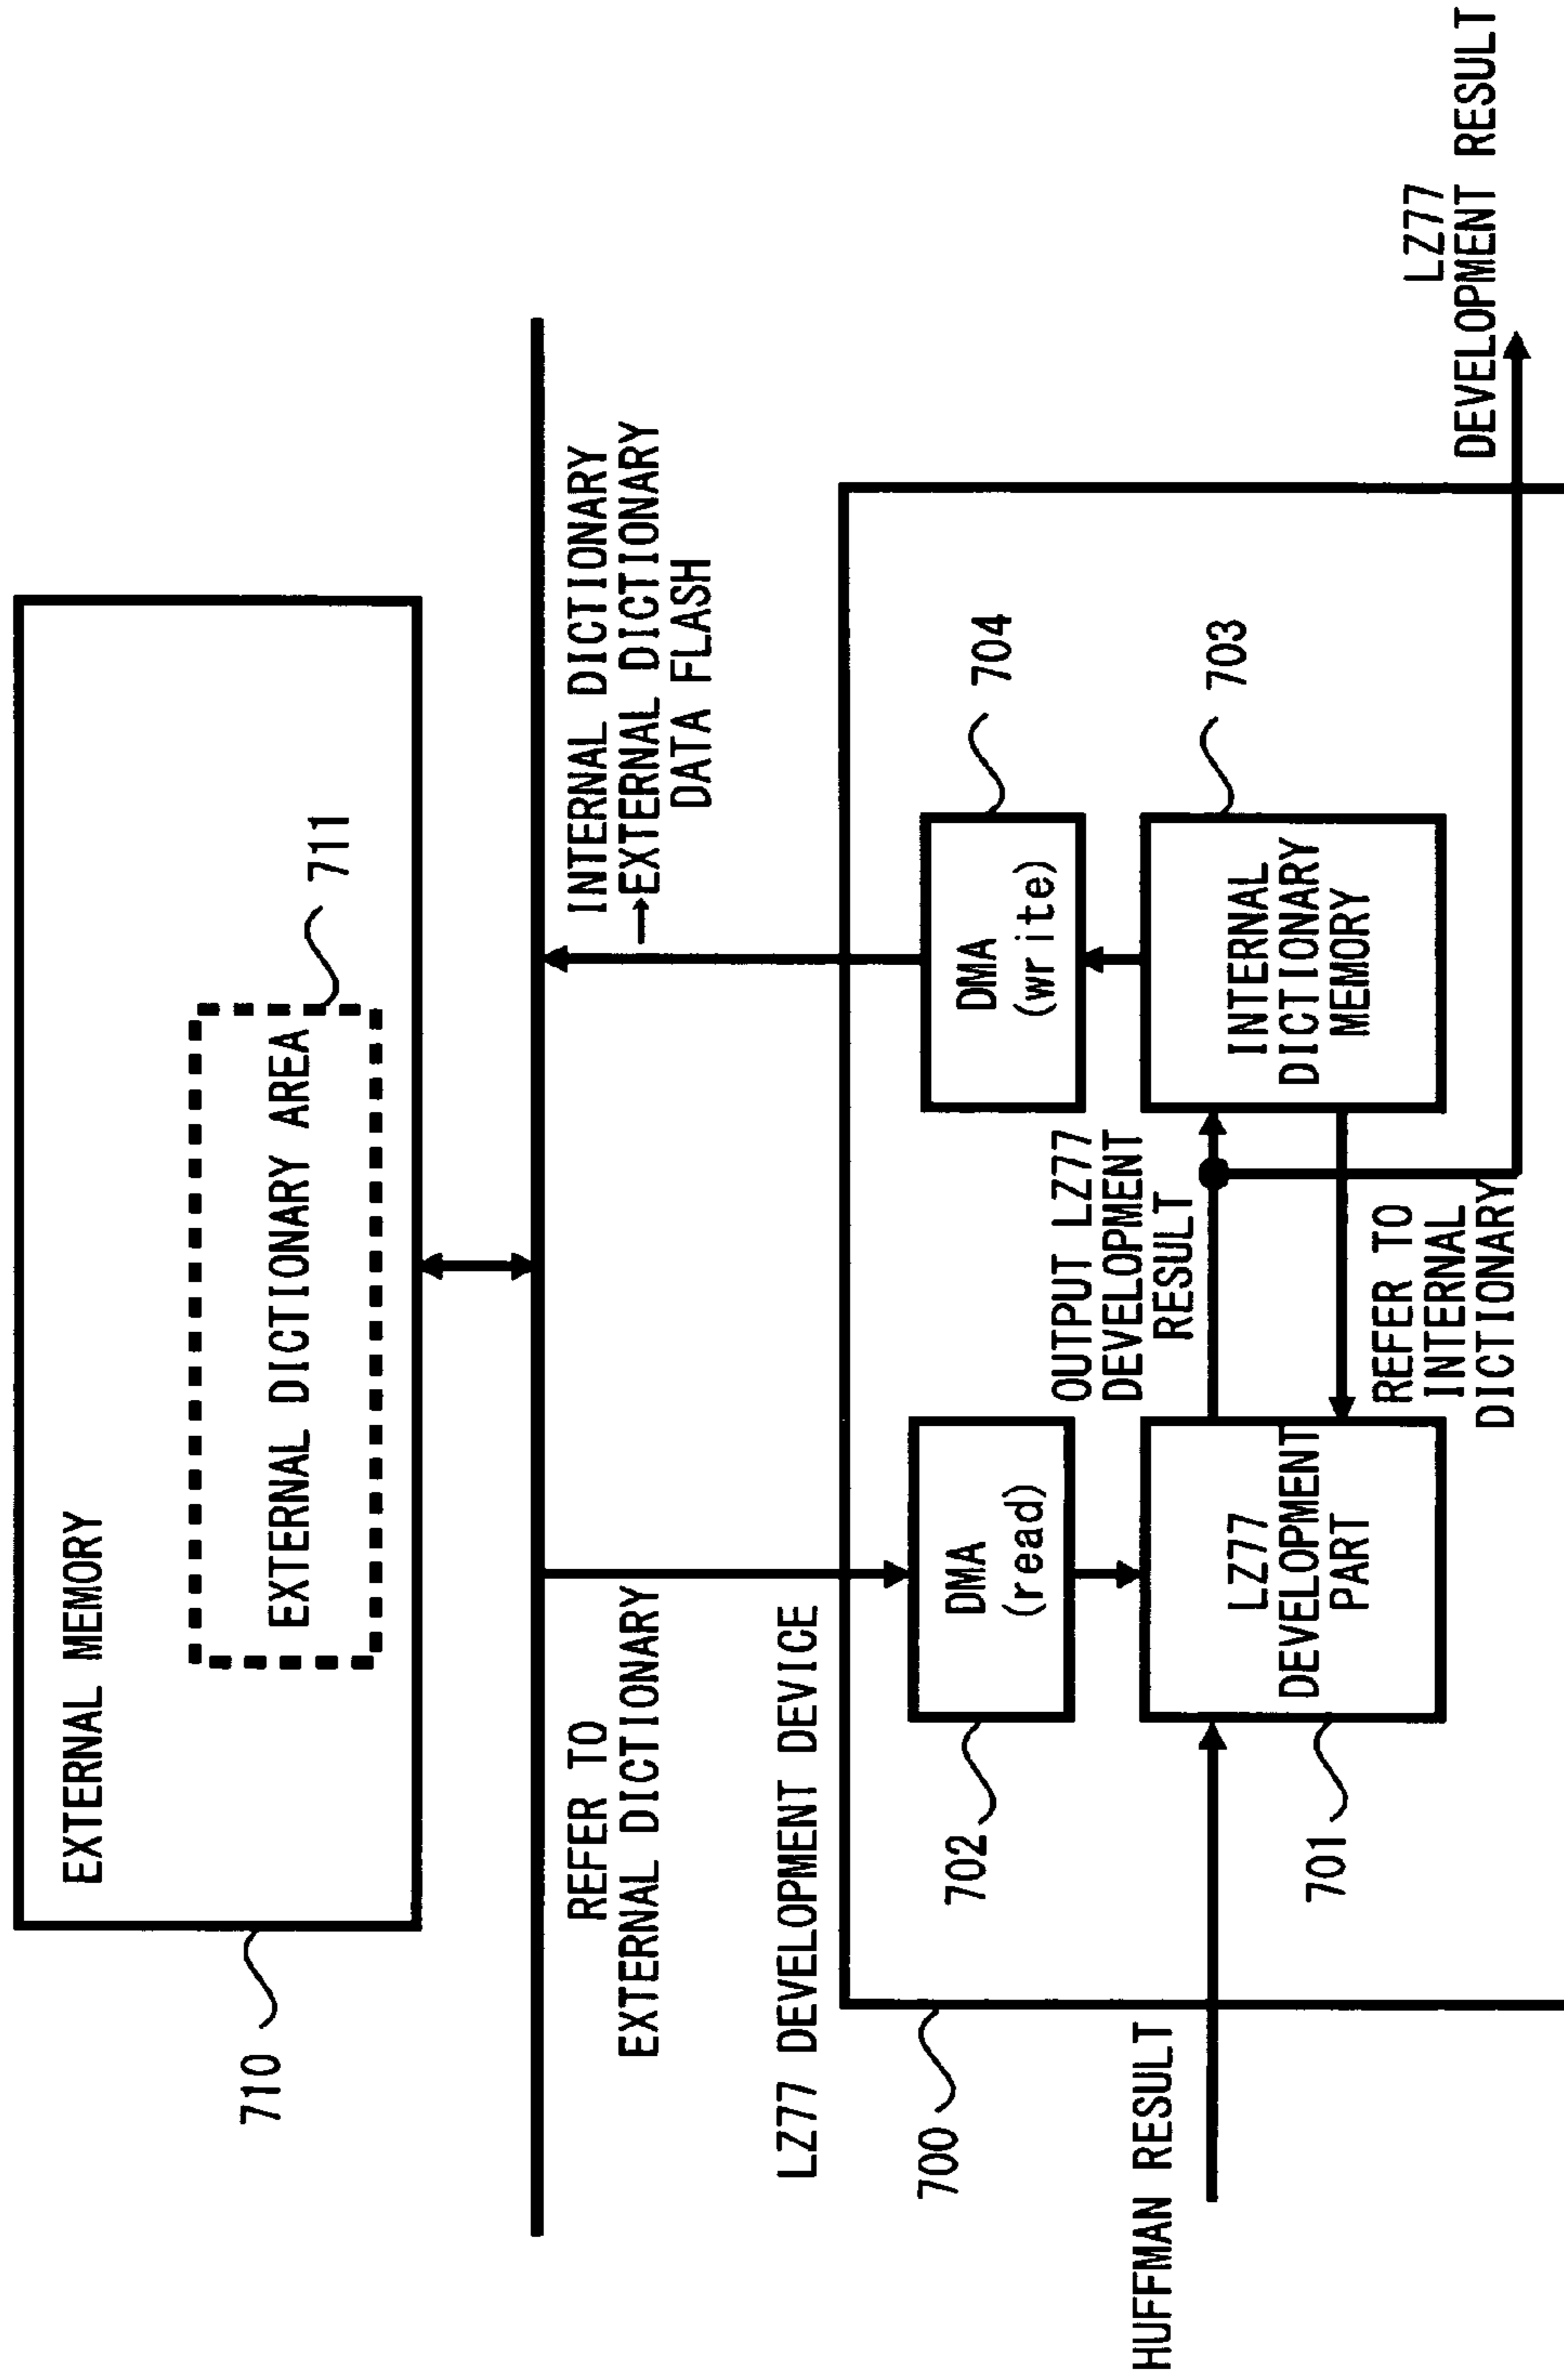 EXTERNAL MEMORY
EXTERNAL DICTIONARY AREA
711
710
REFER TO
EXTERNAL DICTIONARY
INTERNAL DICTIONARY
→EXTERNAL DICTIONARY
DATA FLASH
LZ77 DEVELOPMENT DEVICE
700
702
DMA
(read)
DMA
(write)
704
OUTPUT LZ77
DEVELOPMENT
RESULT
HUFFMAN RESULT
701
LZ77
DEVELOPMENT
PART
INTERNAL
DICTIONARY
MEMORY
703
REFER TO
INTERNAL
DICTIONARY
LZ77
DEVELOPMENT RESULT